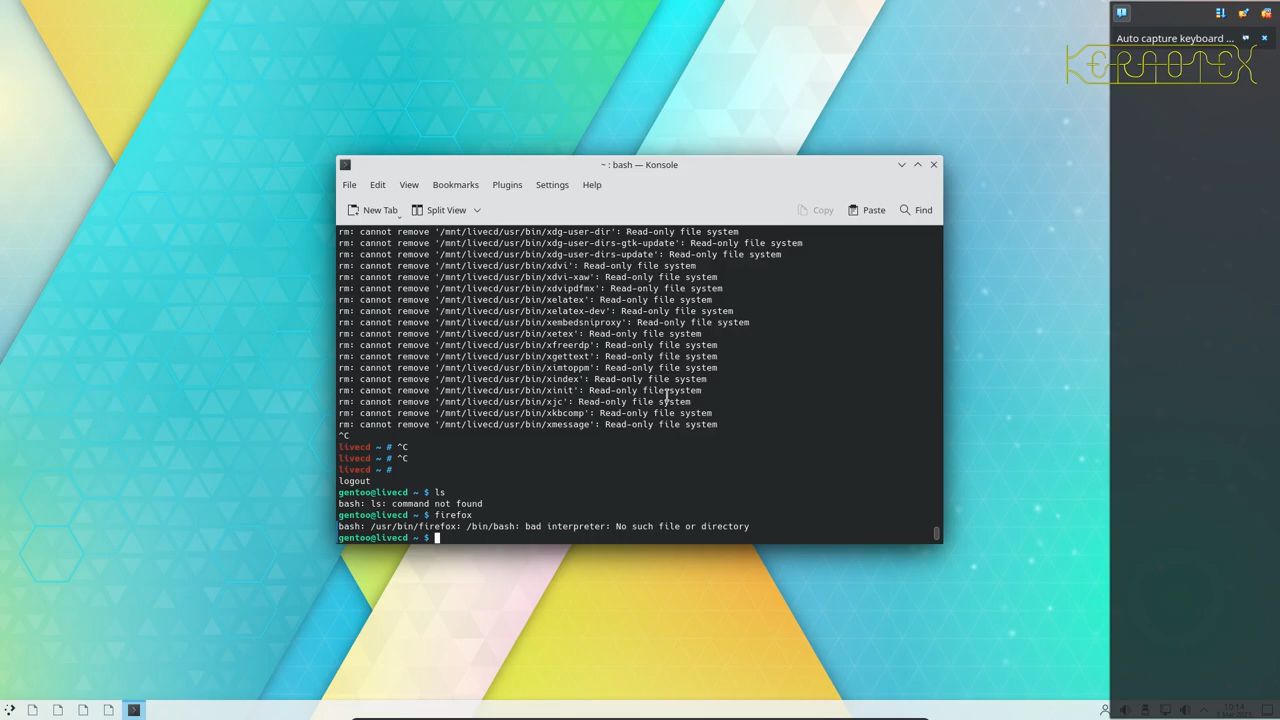 Auto capture keyboard ...
KERAOTEX
~ : bash — Konsole
File Edit View Bookmarks Plugins Settings Help
New Tab Split View Copy Paste Find
rm: cannot remove '/mnt/livecd/usr/bin/xdg-user-dir': Read-only file system
rm: cannot remove '/mnt/livecd/usr/bin/xdg-user-dirs-gtk-update': Read-only file system
rm: cannot remove '/mnt/livecd/usr/bin/xdg-user-dirs-update': Read-only file system
rm: cannot remove '/mnt/livecd/usr/bin/xdvi': Read-only file system
rm: cannot remove '/mnt/livecd/usr/bin/xdvi-xaw': Read-only file system
rm: cannot remove '/mnt/livecd/usr/bin/xdvipdfmx': Read-only file system
rm: cannot remove '/mnt/livecd/usr/bin/xelatex': Read-only file system
rm: cannot remove '/mnt/livecd/usr/bin/xelatex-dev': Read-only file system
rm: cannot remove '/mnt/livecd/usr/bin/xembedsniproxy': Read-only file system
rm: cannot remove '/mnt/livecd/usr/bin/xetex': Read-only file system
rm: cannot remove '/mnt/livecd/usr/bin/xfreerdp': Read-only file system
rm: cannot remove '/mnt/livecd/usr/bin/xgettext': Read-only file system
rm: cannot remove '/mnt/livecd/usr/bin/ximtoppm': Read-only file system
rm: cannot remove '/mnt/livecd/usr/bin/xindex': Read-only file system
rm: cannot remove '/mnt/livecd/usr/bin/xinit': Read-only file system
rm: cannot remove '/mnt/livecd/usr/bin/xjc': Read-only file system
rm: cannot remove '/mnt/livecd/usr/bin/xkbcomp': Read-only file system
rm: cannot remove '/mnt/livecd/usr/bin/xmessage': Read-only file system
^C
livecd ~ # ^C
livecd ~ # ^C
livecd ~ #
logout
gentoo@livecd ~ $ ls
bash: ls: command not found
gentoo@livecd ~ $ firefox
bash: /usr/bin/firefox: /bin/bash: bad interpreter: No such file or directory
gentoo@livecd ~ $
10:14